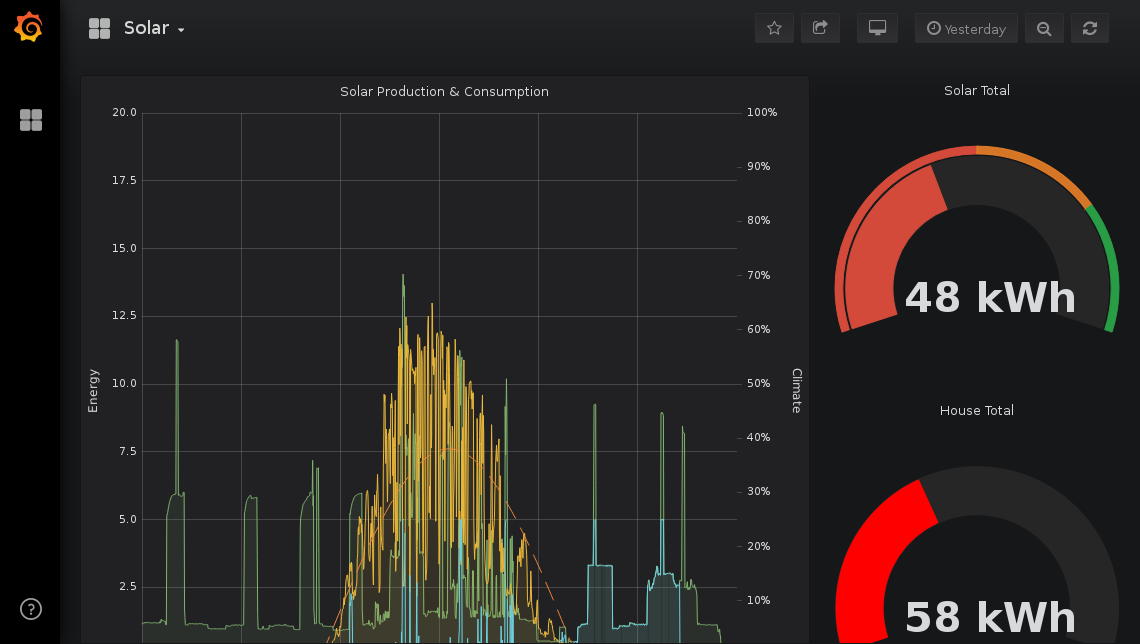 Solar
Yesterday
Solar Production & Consumption
20.0
17.5
15.0
12.5
10.0
7.5
5.0
2.5
Energy
100%
90%
80%
70%
60%
50%
40%
30%
20%
10%
Climate
Solar Total
48 kWh
House Total
58 kWh
?